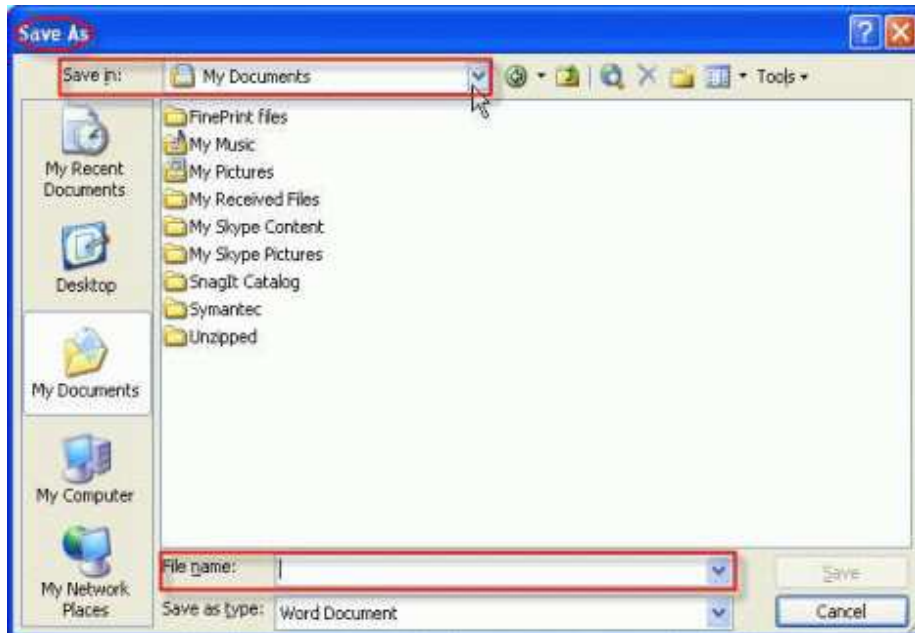 Save As
Save in: My Documents Tools
FinePrint files
My Music
My Pictures
My Received Files
My Skype Content
My Skype Pictures
SnagIt Catalog
Symantec
Unzipped
My Recent
Documents
Desktop
My Documents
My Computer
My Network
Places
File name:
Save
Save as type: Word Document
Cancel